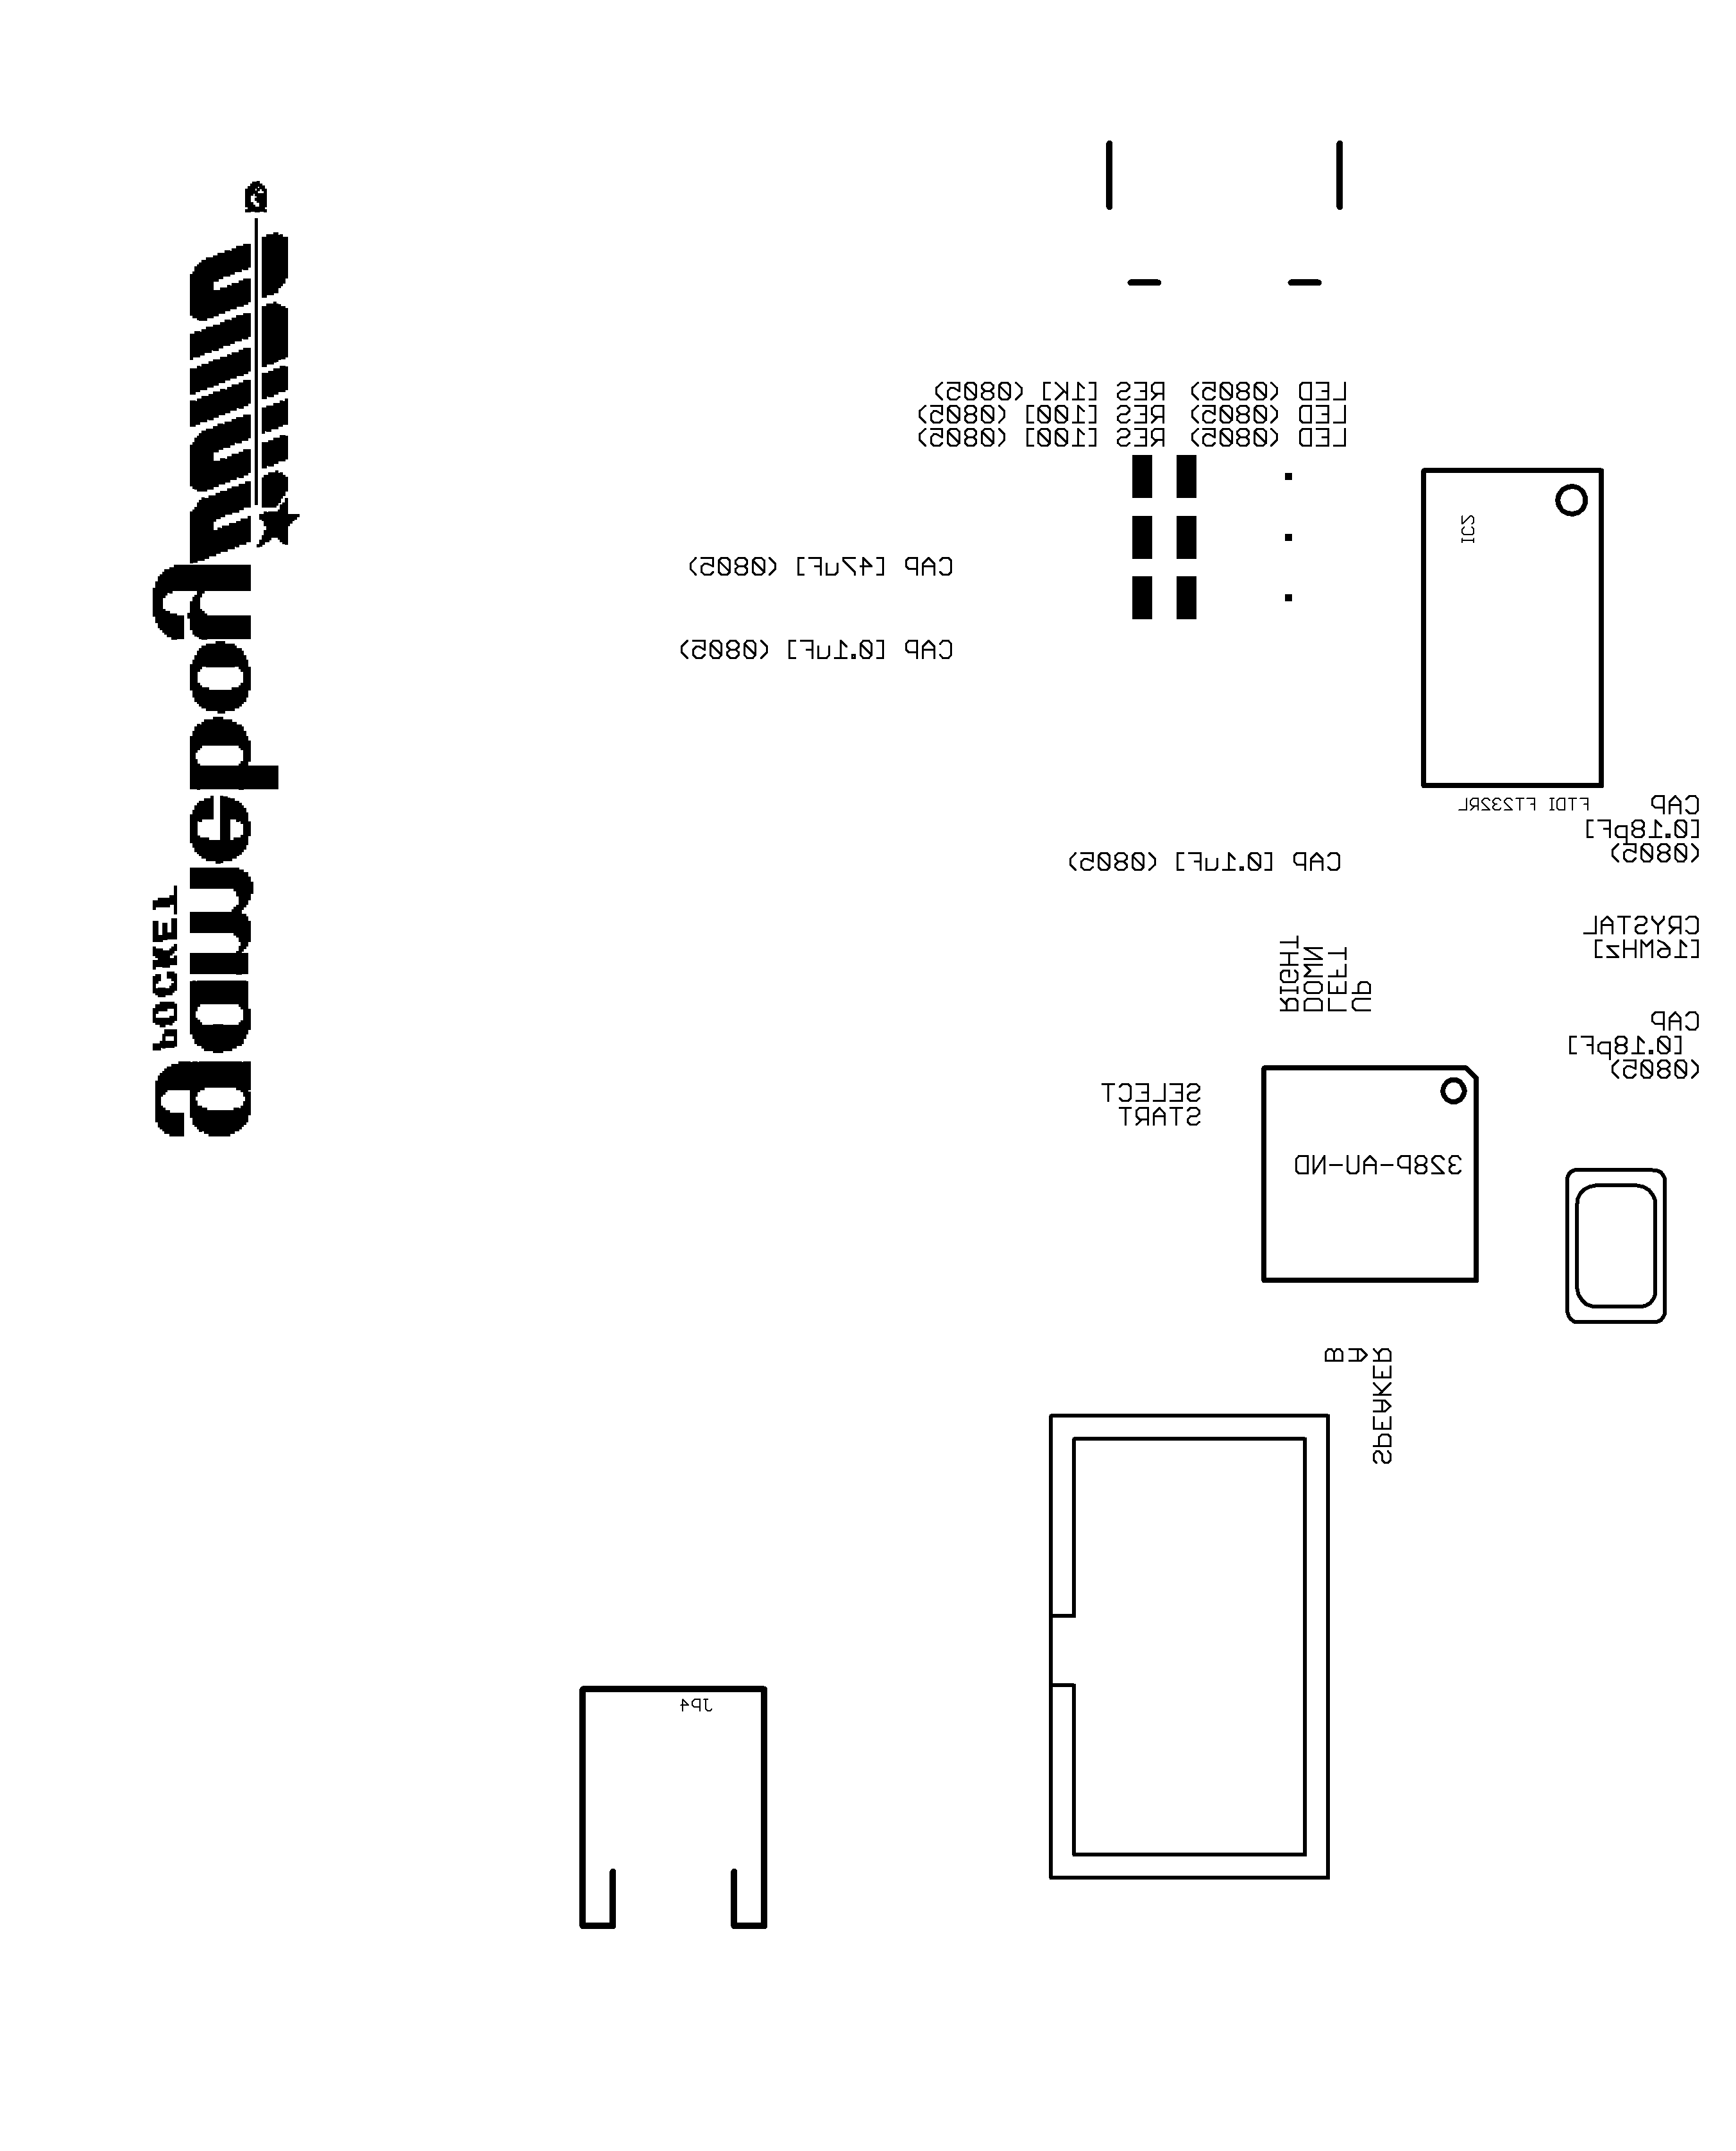 gameboy
POCKET
LED (0805) RES [1K] (0805)
LED (0805) RES [100] (0805)
LED (0805) RES [100] (0805)
IC2
CAP [47uF] (0805)
CAP [0.1uF] (0805)
FTDI FT232RL
CAP
[0.18pF]
(0805)
CAP [0.1uF] (0805)
CRYSTAL
[16MHz]
RIGHT
DOWN
LEFT
UP
CAP
[0.18pF]
(0805)
SELECT
START
328P-AU-ND
B
A
SPEAKER
JP4